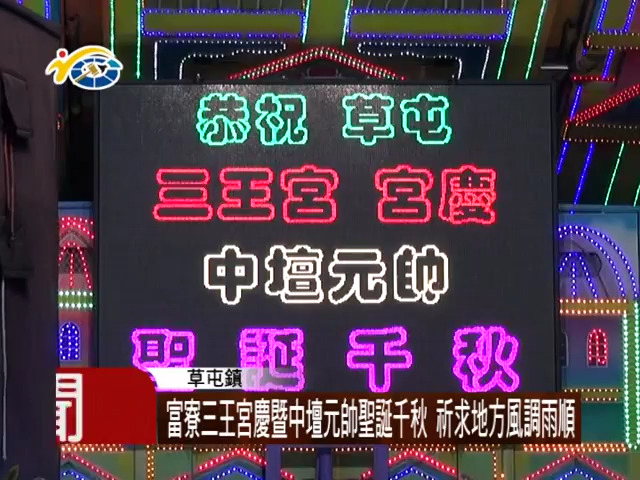 恭祝 草屯
三王宮 宮慶
中壇元帥
聖誕千秋
草屯鎮
聞
富寮三王宮慶暨中壇元帥聖誕千秋 祈求地方風調雨順